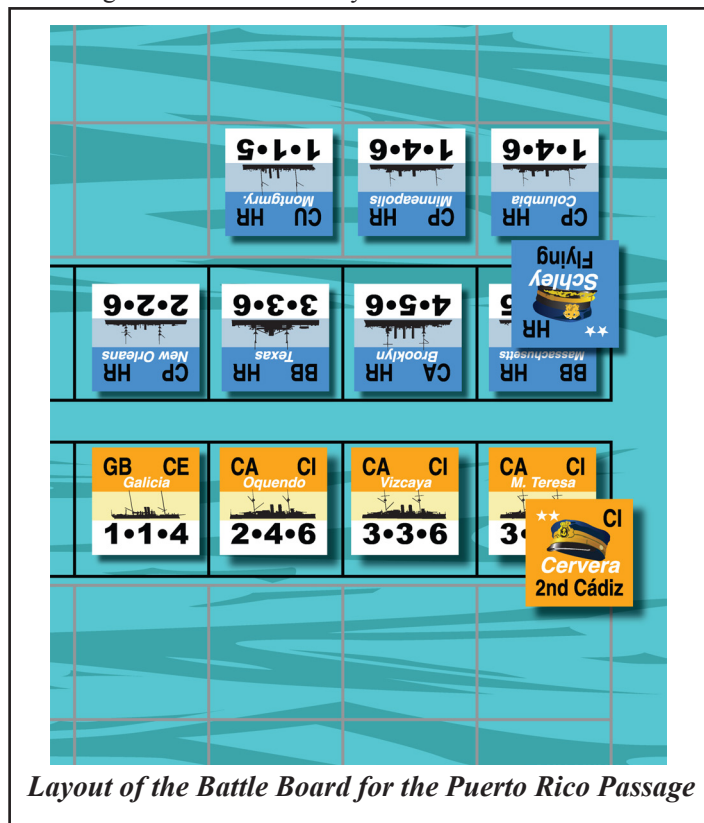 1•1•5
Montgmry.
CU HR
1•4•6
Minneapolis
CP HR
1•4•6
Columbia
CP HR
HR
Schley
Flying
2•2•6
New Orleans
CP HR
3•3•6
Texas
BB HR
4•5•6
Brooklyn
CA HR
5
Massachusetts
BB HR
GB CE
Galicia
1•1•4
CA CI
Oquendo
2•4•6
CA CI
Vizcaya
3•3•6
CA CI
M. Teresa
3•
CI
Cervera
2nd Cádiz
Layout of the Battle Board for the Puerto Rico Passage